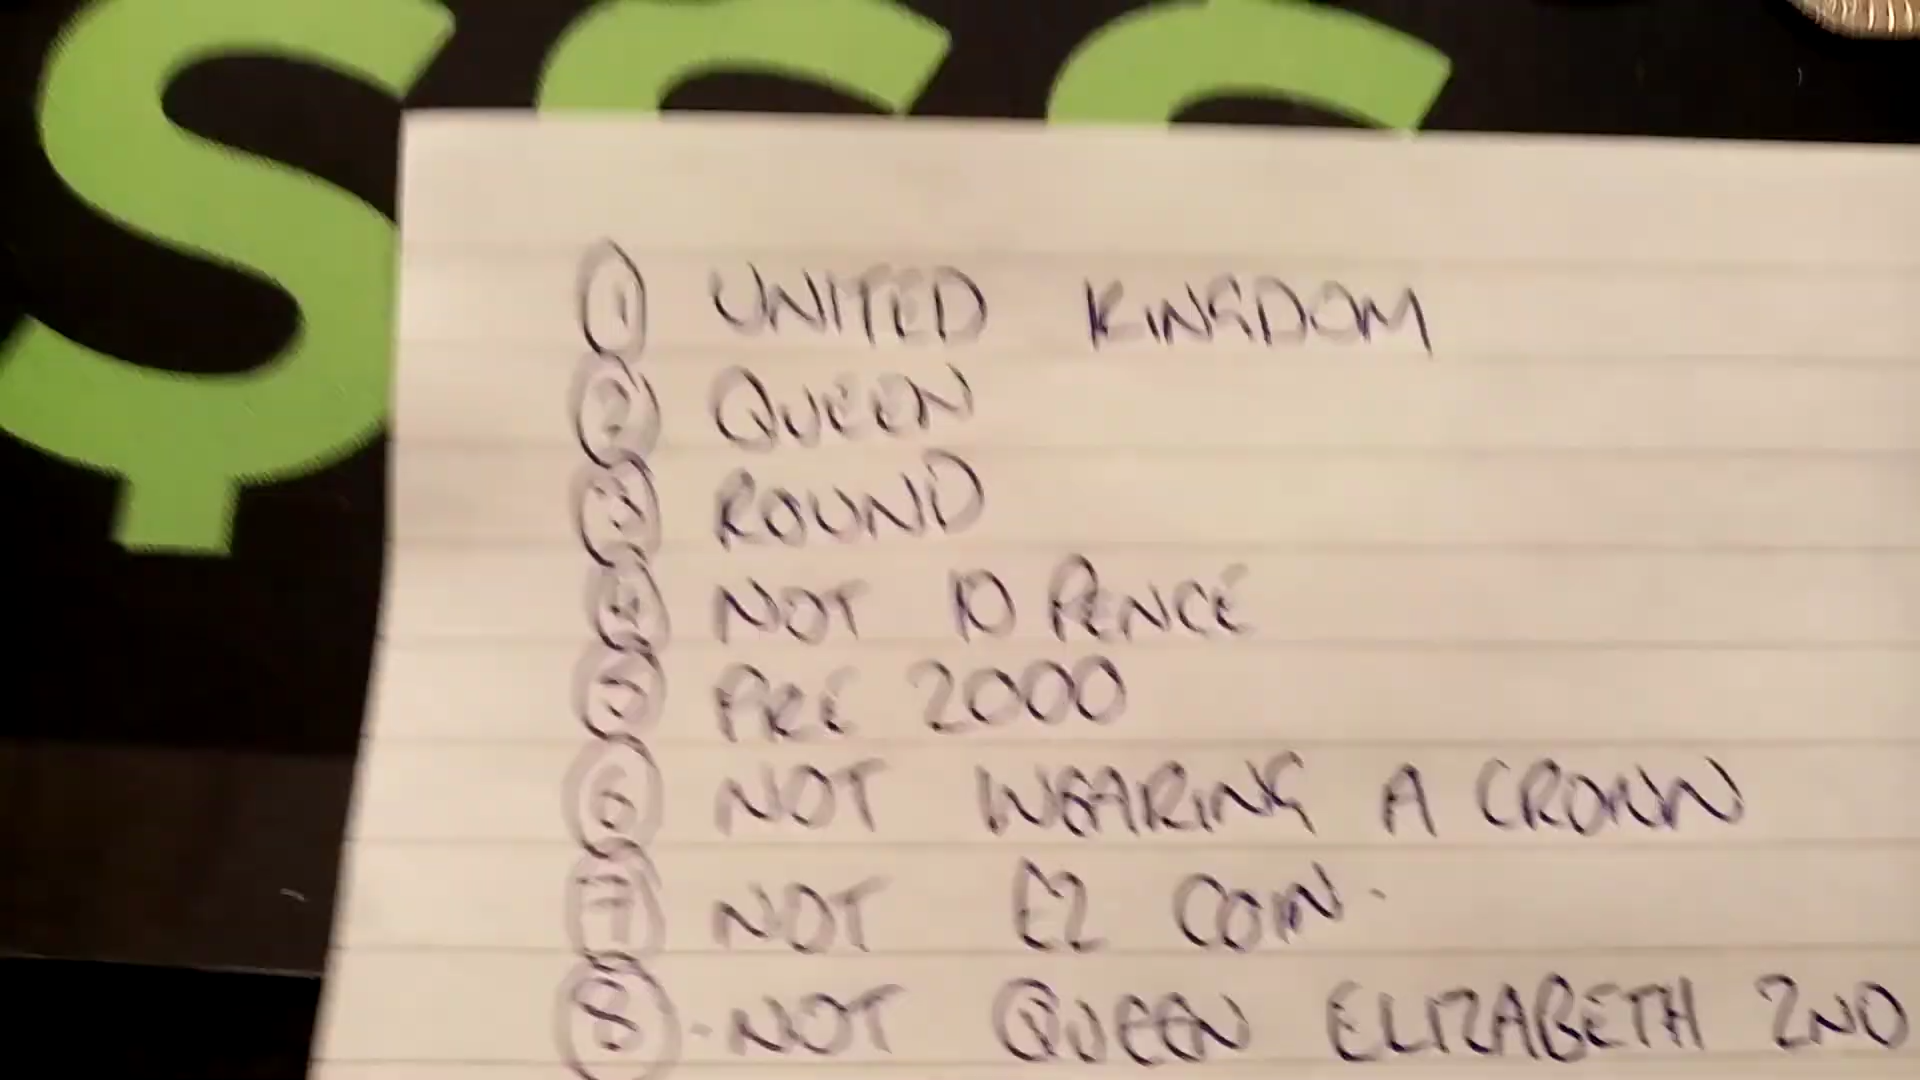 $SS
① UNITED KINGDOM
② QUEEN
③ ROUND
④ NOT 10 PENCE
⑤ PRE 2000
⑥ NOT WEARING A CROWN
⑦ NOT £2 COIN.
⑧ - NOT QUEEN ELIZABETH 2ND